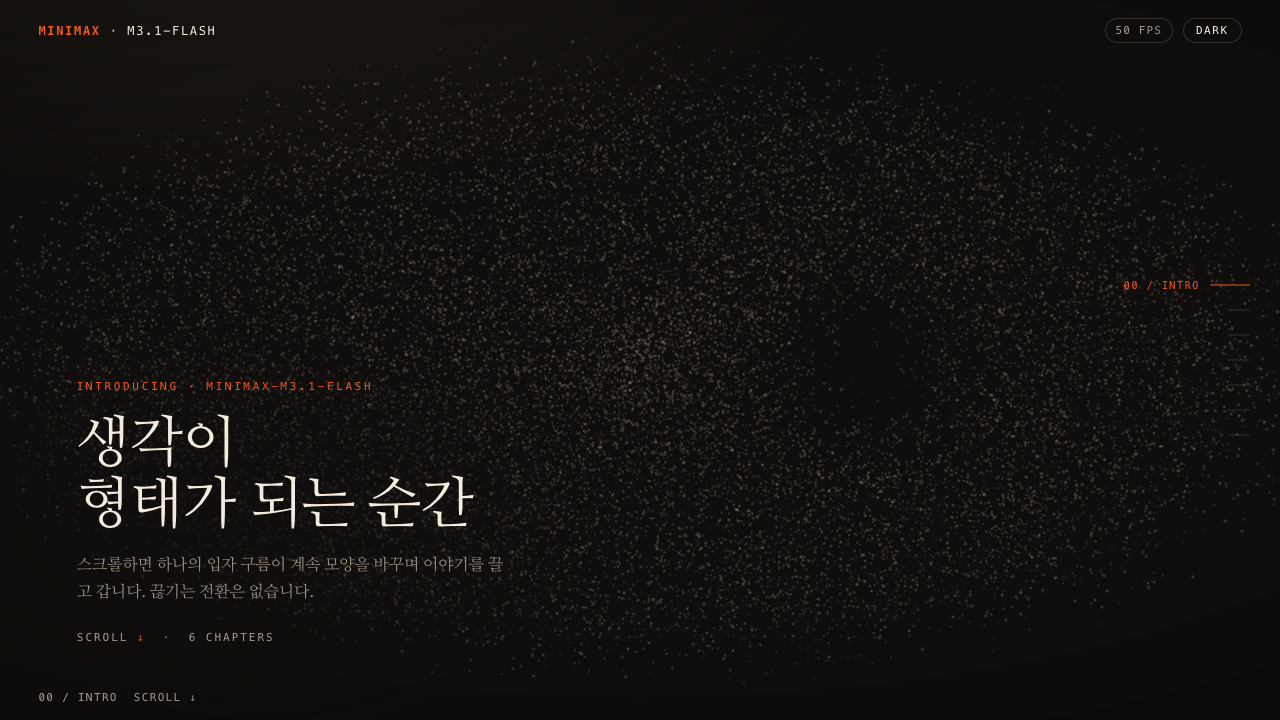 MINIMAX · M3.1-FLASH
50 FPS
DARK
00 / INTRO
INTRODUCING · MINIMAX-M3.1-FLASH
생각이
형태가 되는 순간
스크롤하면 하나의 입자 구름이 계속 모양을 바꾸며 이야기를 끌
고 갑니다. 끊기는 전환은 없습니다.
SCROLL ↓ · 6 CHAPTERS
00 / INTRO SCROLL ↓